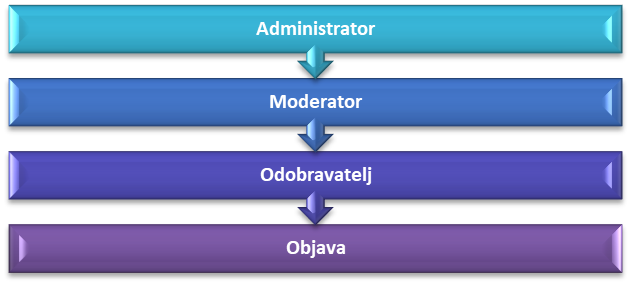 Administrator
Moderator
Odobravatelj
Objava